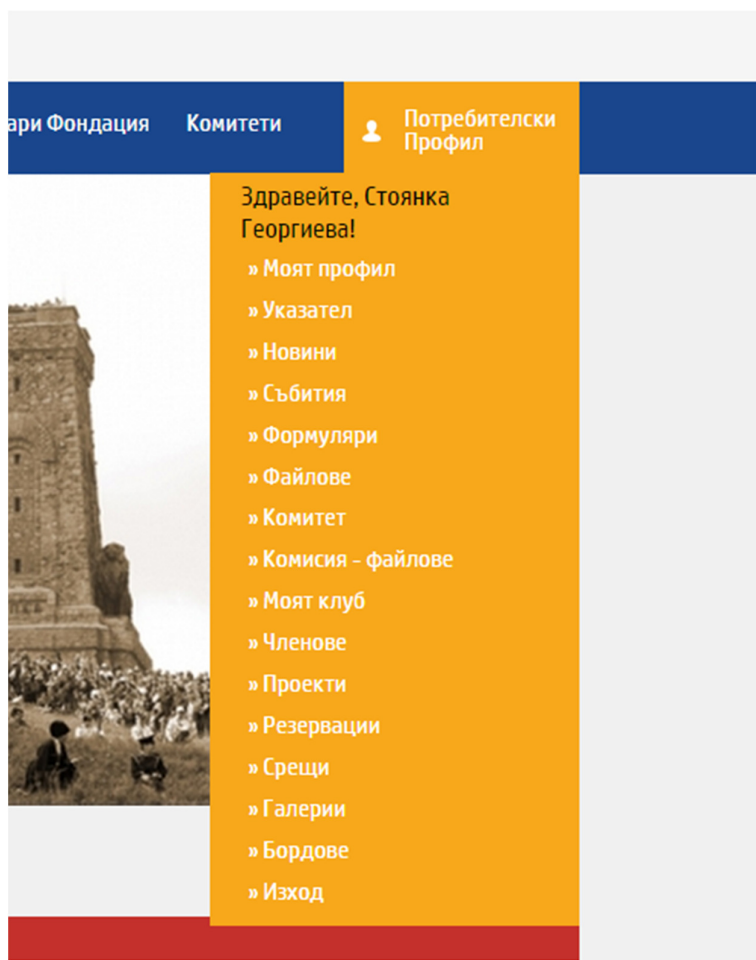 Фондация
Комитети
Потребителски
Профил
Здравейте, Стоянка
Георгиева!
» Моят профил
» Указател
» Новини
» Събития
» Формуляри
» Файлове
» Комитет
» Комисия - файлове
» Моят клуб
» Членове
» Проекти
» Резервации
» Срещи
» Галерии
» Бордове
» Изход